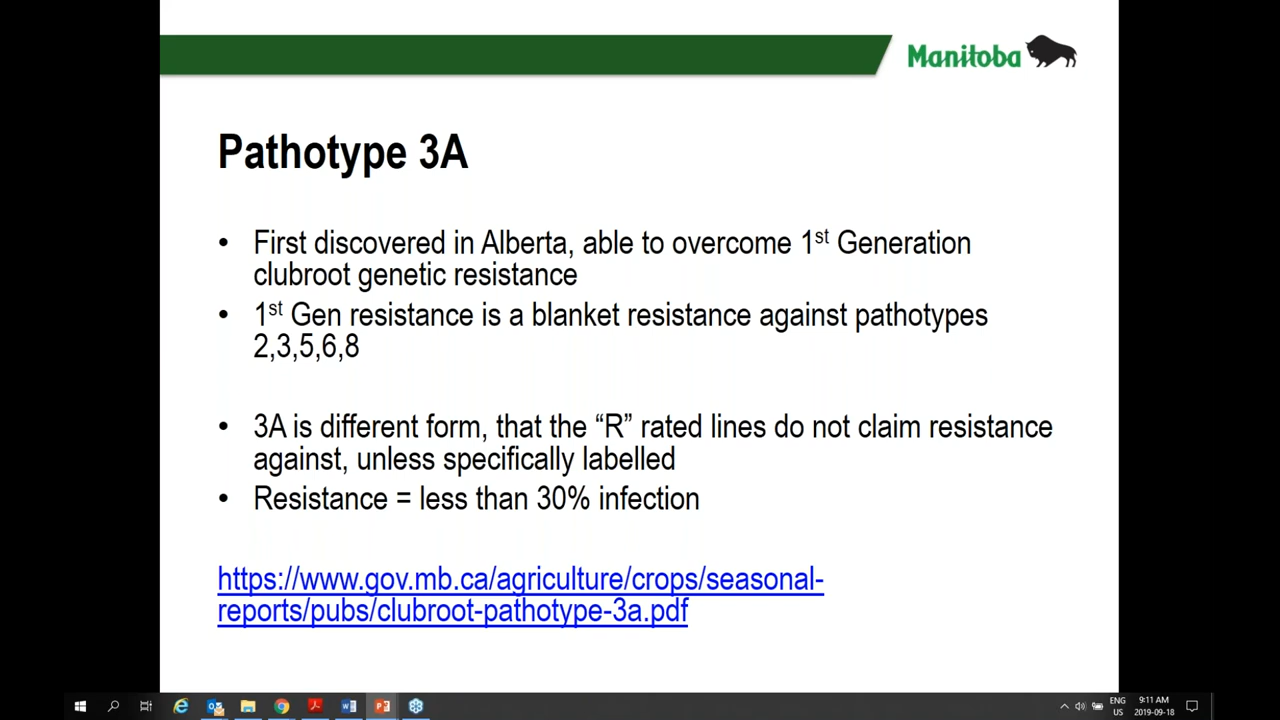 Manitoba
Pathotype 3A
• First discovered in Alberta, able to overcome 1st Generation
clubroot genetic resistance
• 1st Gen resistance is a blanket resistance against pathotypes
2,3,5,6,8
• 3A is different form, that the “R” rated lines do not claim resistance
against, unless specifically labelled
• Resistance = less than 30% infection
https://www.gov.mb.ca/agriculture/crops/seasonal-
reports/pubs/clubroot-pathotype-3a.pdf
ENG
US
9:11 AM
2019-09-18